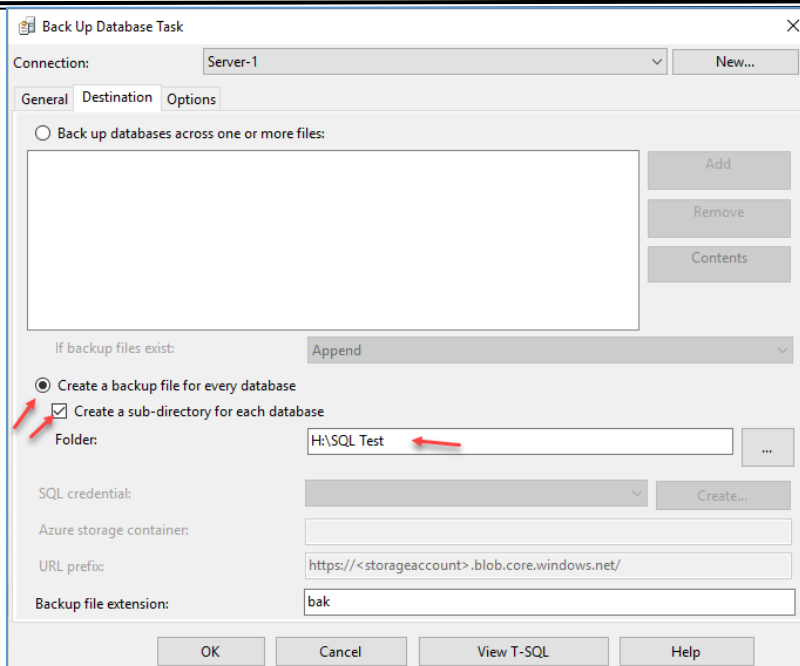 Back Up Database Task
Connection: Server-1 New...
General Destination Options
Back up databases across one or more files:
Add
Remove
Contents
If backup files exist: Append
Create a backup file for every database
Create a sub-directory for each database
Folder: H:\SQL Test ...
SQL credential: Create...
Azure storage container:
URL prefix: https://<storageaccount>.blob.core.windows.net/
Backup file extension: bak
OK Cancel View T-SQL Help